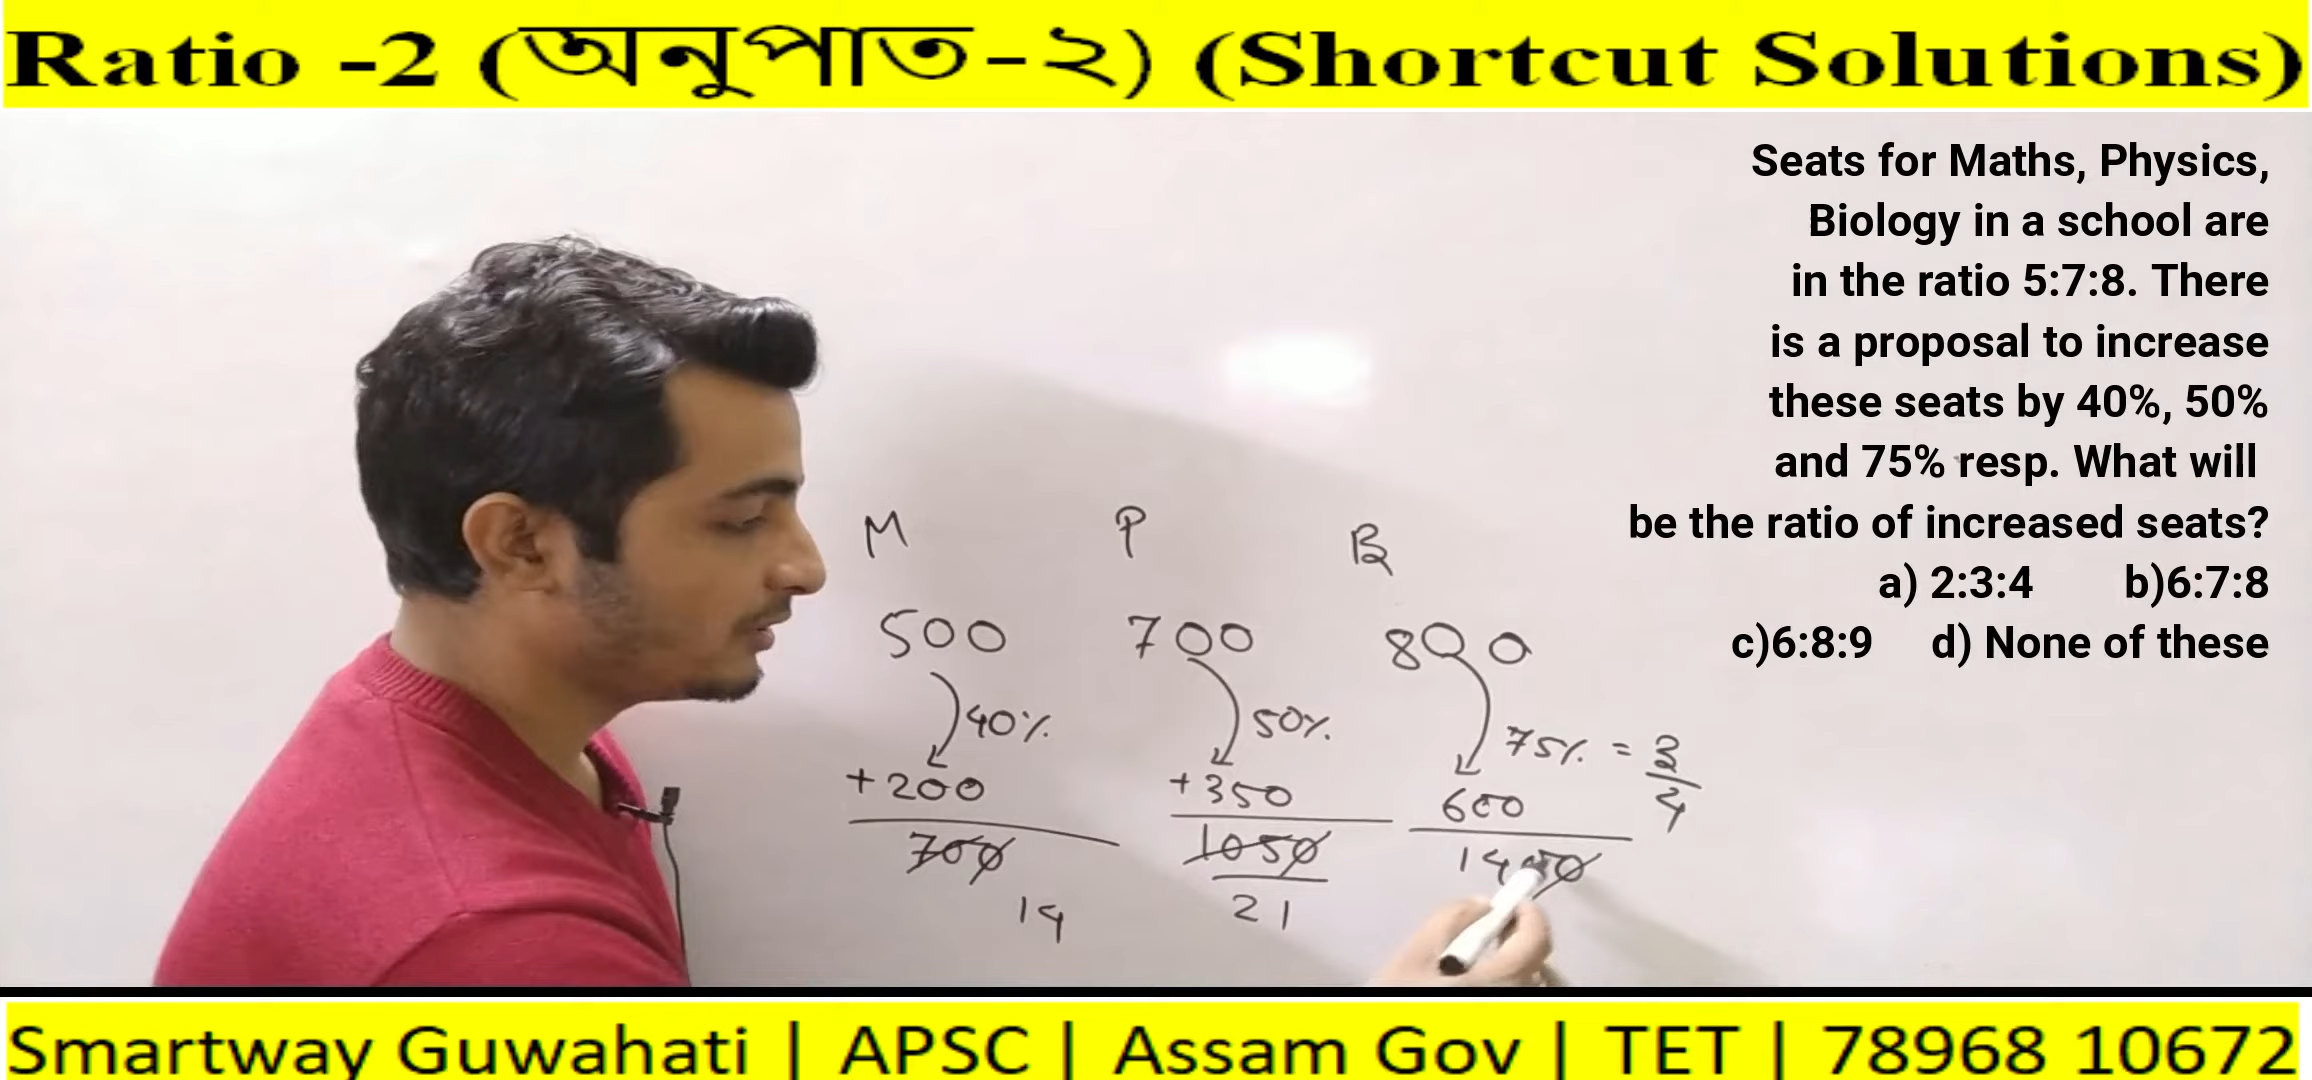 Ratio -2 (অনুপাত-২) (Shortcut Solutions)
Seats for Maths, Physics,
Biology in a school are
in the ratio 5:7:8. There
is a proposal to increase
these seats by 40%, 50%
and 75% resp. What will
be the ratio of increased seats?
a) 2:3:4 b)6:7:8
c)6:8:9 d) None of these
M P B
500 700 800
40% 50% 75% = 3/4
+200 +350 600
700 1050 1400
14 21
Smartway Guwahati | APSC | Assam Gov | TET | 78968 10672